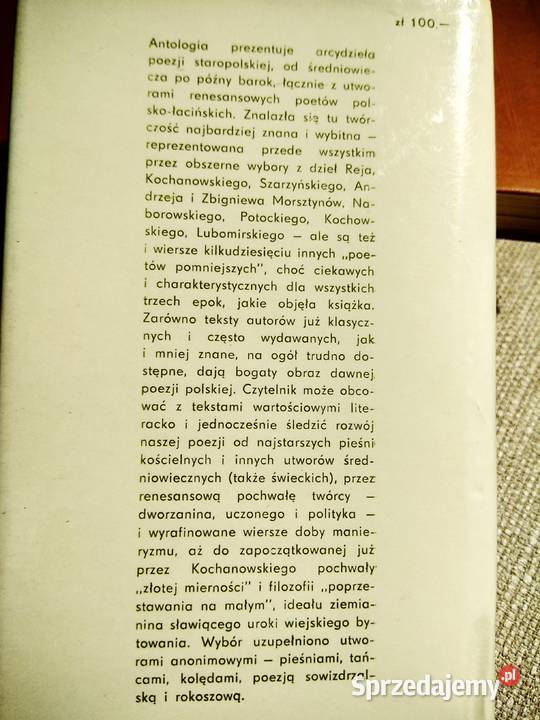 zł 100.—
Antologia prezentuje arcydzieła
poezji staropolskiej, od średniowie-
cza po późny barok, łącznie z utwo-
rami renesansowych poetów pol-
sko-łacińskich. Znalazła się tu twór-
czość najbardziej znana i wybitna —
reprezentowana przede wszystkim
przez obszerne wybory z dzieł Reja,
Kochanowskiego, Szarzyńskiego, An-
drzeja i Zbigniewa Morsztynów, Na-
borowskiego, Potockiego, Kochow-
skiego, Lubomirskiego — ale są też
i wiersze kilkudziesięciu innych „poe-
tów pomniejszych", choć ciekawych
i charakterystycznych dla wszystkich
trzech epok, jakie objęła książka.
Zarówno teksty autorów już klasycz-
nych i często wydawanych, jak
i mniej znane, na ogół trudno do-
stępne, dają bogaty obraz dawnej
poezji polskiej. Czytelnik może obco-
wać z tekstami wartościowymi lite-
racko i jednocześnie śledzić rozwój
naszej poezji od najstarszych pieśni
kościelnych i innych utworów śred-
niowiecznych (także świeckich), przez
renesansową pochwałę twórcy —
dworzanina, uczonego i polityka —
i wyrafinowane wiersze doby manie-
ryzmu, aż do zapoczątkowanej już
przez Kochanowskiego pochwały
„złotej mierności" i filozofii „poprze-
stawania na małym", ideału ziemia-
nina sławiącego uroki wiejskiego by-
towania. Wybór uzupełniono utwo-
rami anonimowymi — pieśniami, tań-
cami, kolędami, poezją sowizdrzal-
ską i rokoszową.
Sprzedajemy.pl